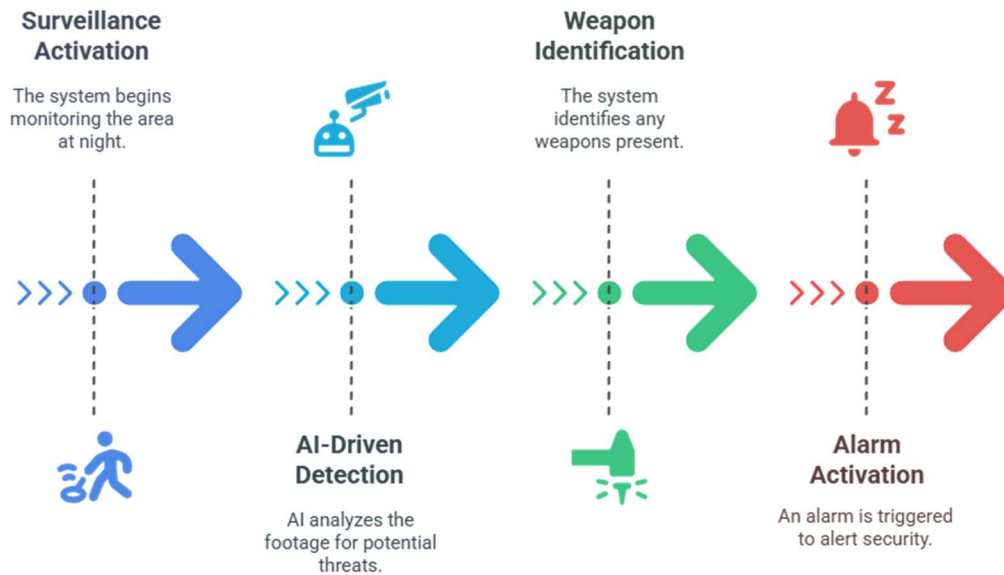 Surveillance
Activation
The system begins
monitoring the area
at night.
AI-Driven
Detection
AI analyzes the
footage for potential
threats.
Weapon
Identification
The system
identifies any
weapons present.
Z
Z
Alarm
Activation
An alarm is triggered
to alert security.